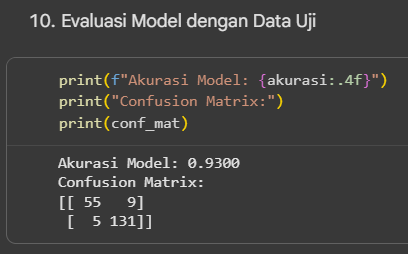 10. Evaluasi Model dengan Data Uji
print(f"Akurasi Model: {akurasi:.4f}")
print("Confusion Matrix:")
print(conf_mat)
Akurasi Model: 0.9300
Confusion Matrix:
[[ 55   9]
 [  5 131]]